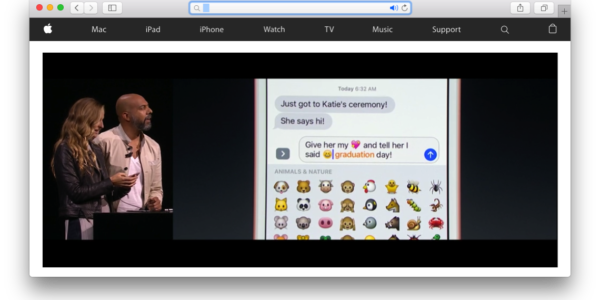 Mac iPad iPhone Watch TV Music Support
Today 6:32 AM
Just got to Katie's ceremony!
She says hi!
Give her my 💖 and tell her I
said 😄 graduation day!
ANIMALS & NATURE